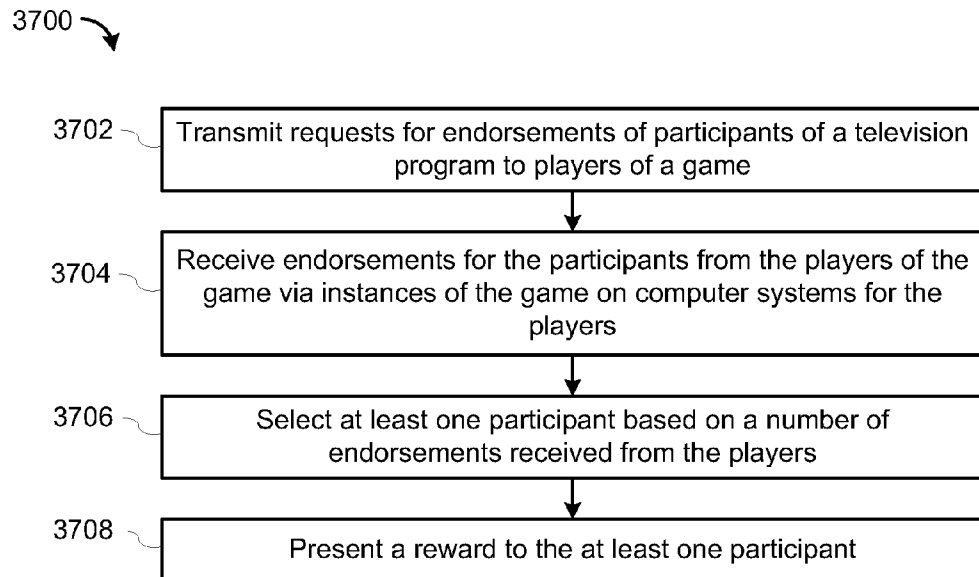 3700
3702
Transmit requests for endorsements of participants of a television
program to players of a game
3704
Receive endorsements for the participants from the players of the
game via instances of the game on computer systems for the
players
3706
Select at least one participant based on a number of
endorsements received from the players
3708
Present a reward to the at least one participant